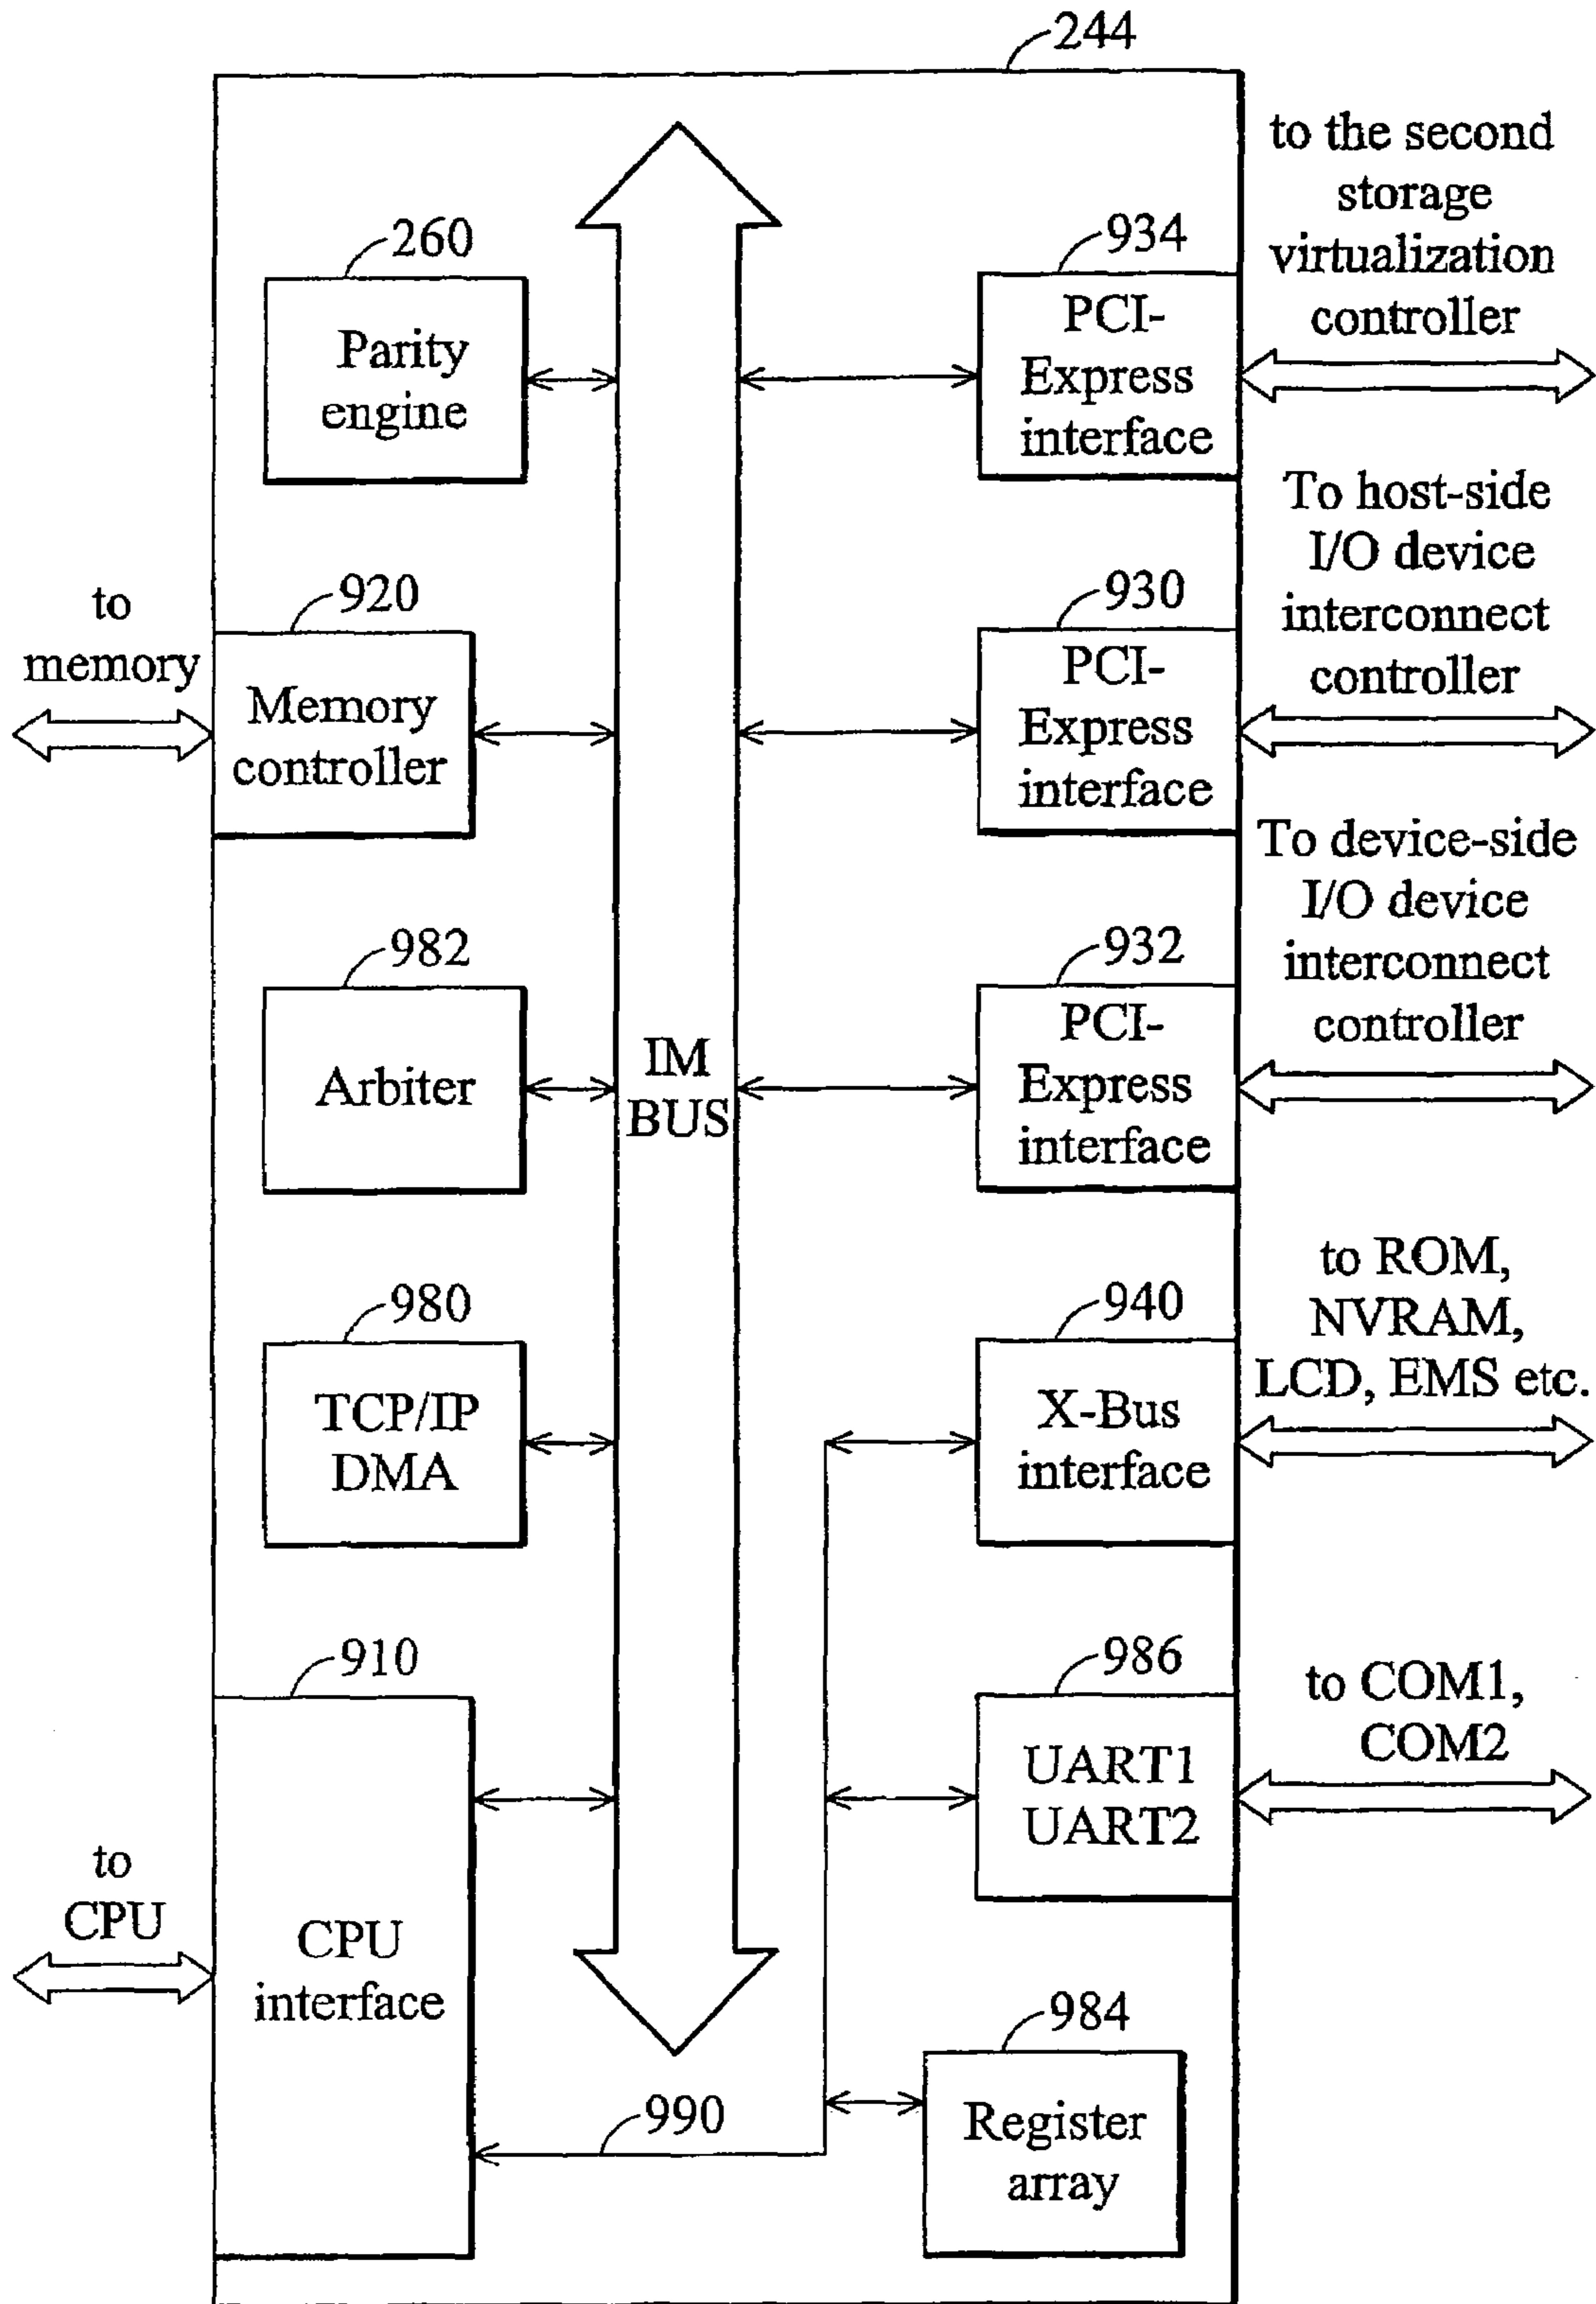 244
to the second
storage
virtualization
controller
260
Parity
engine
934
PCI-
Express
interface
To host-side
I/O device
interconnect
controller
to
memory
920
Memory
controller
930
PCI-
Express
interface
To device-side
I/O device
interconnect
controller
982
Arbiter
IM
BUS
932
PCI-
Express
interface
980
TCP/IP
DMA
940
X-Bus
interface
to ROM,
NVRAM,
LCD, EMS etc.
910
CPU
interface
to
CPU
986
UART1
UART2
to COM1,
COM2
990
984
Register
array